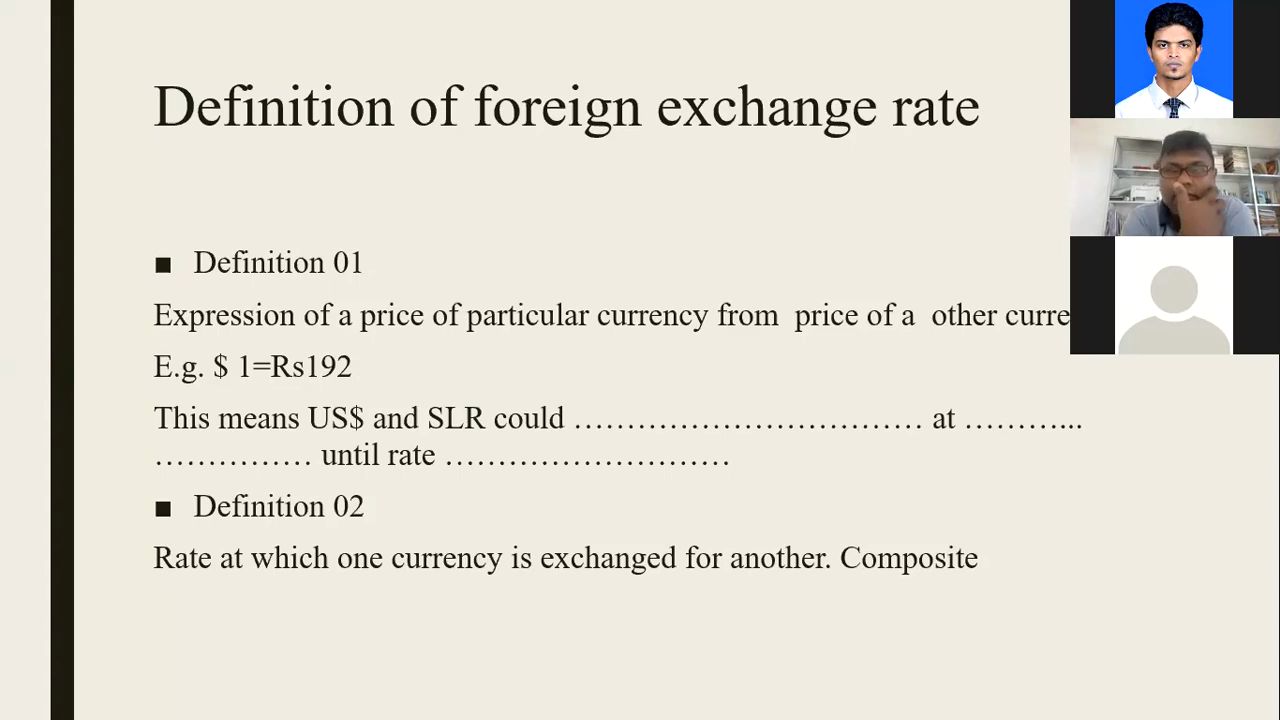 Definition of foreign exchange rate
■ Definition 01
Expression of a price of particular currency from price of a other curre
E.g. $ 1=Rs192
This means US$ and SLR could …………………………… at ………...
…………… until rate ………………………
■ Definition 02
Rate at which one currency is exchanged for another. Composite